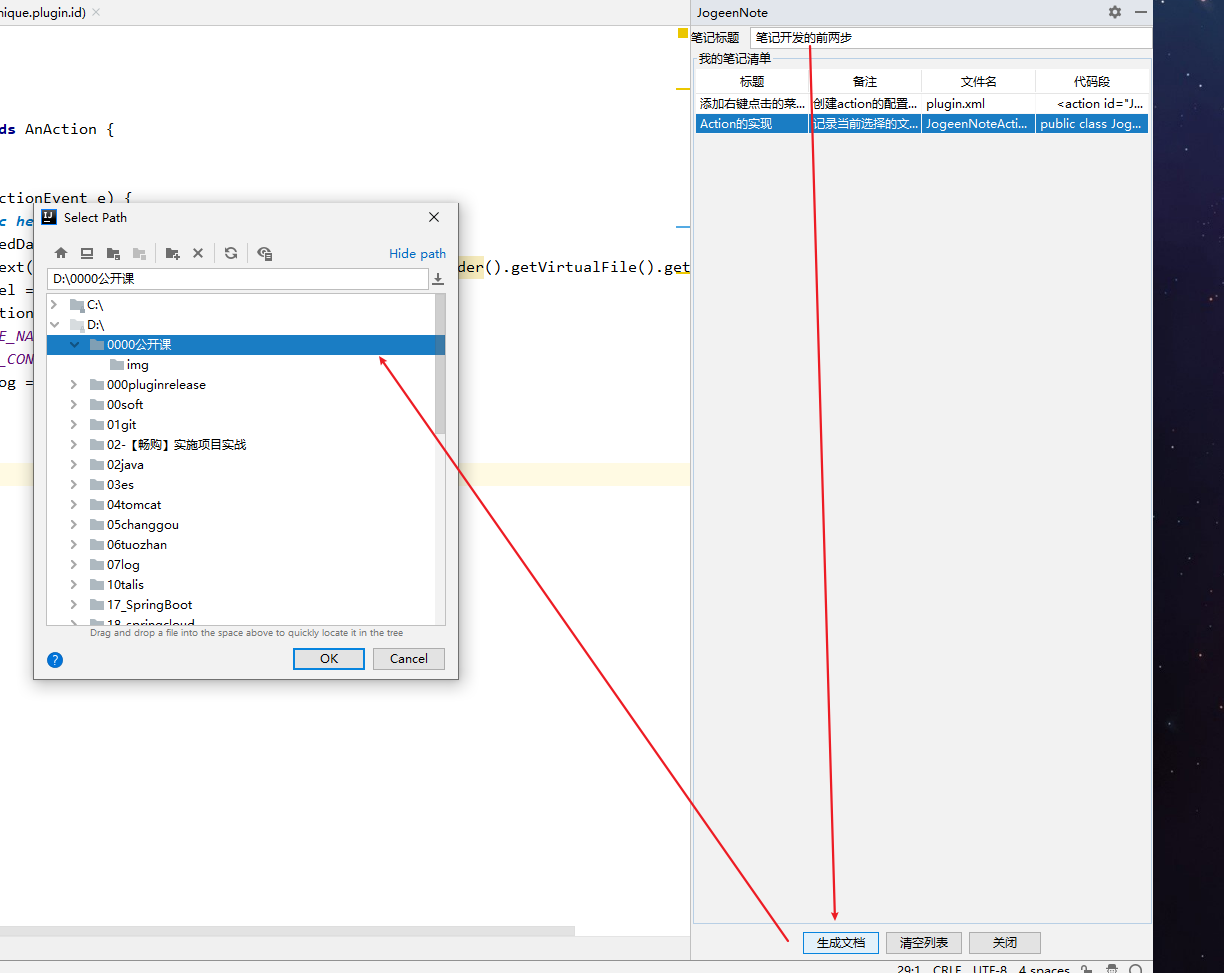 nique.plugin.id)
ds AnAction {
ctionEvent e) {
c he
edDa
ext(
el =
tion
E_NA
_CON
og =
der().getVirtualFile().get
Select Path
Hide path
D:\0000公开课
C:\
D:\
0000公开课
img
000pluginrelease
00soft
01git
02-【畅购】实施项目实战
02java
03es
04tomcat
05changgou
06tuozhan
07log
10talis
17_SpringBoot
18-springcloud
Drag and drop a file into the space above to quickly locate it in the tree
?
OK
Cancel
JogeenNote
笔记标题 笔记开发的前两步
我的笔记清单
标题 备注 文件名 代码段
添加右键点击的菜... 创建action的配置... plugin.xml <action id="J...
Action的实现 记录当前选择的文... JogeenNoteActi... public class Jog...
生成文档 清空列表 关闭
29:1 CRLF UTF-8 4 spaces